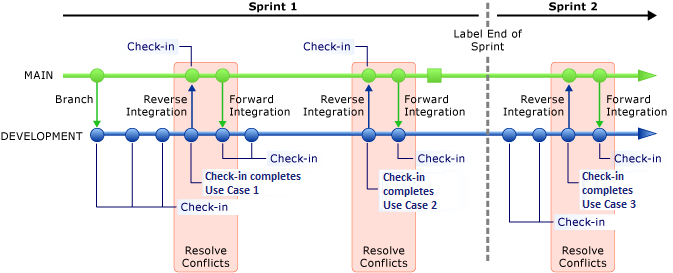 Sprint 1
Sprint 2
Label End of
Sprint
Check-in
Check-in
MAIN
Branch
Reverse
Integration
Forward
Integration
Reverse
Integration
Forward
Integration
Reverse
Integration
Forward
Integration
DEVELOPMENT
Check-in
Check-in
Check-in
Check-in completes
Use Case 1
Check-in
completes
Use Case 2
Check-in
completes
Use Case 3
Check-in
Check-in
Resolve
Conflicts
Resolve
Conflicts
Resolve
Conflicts